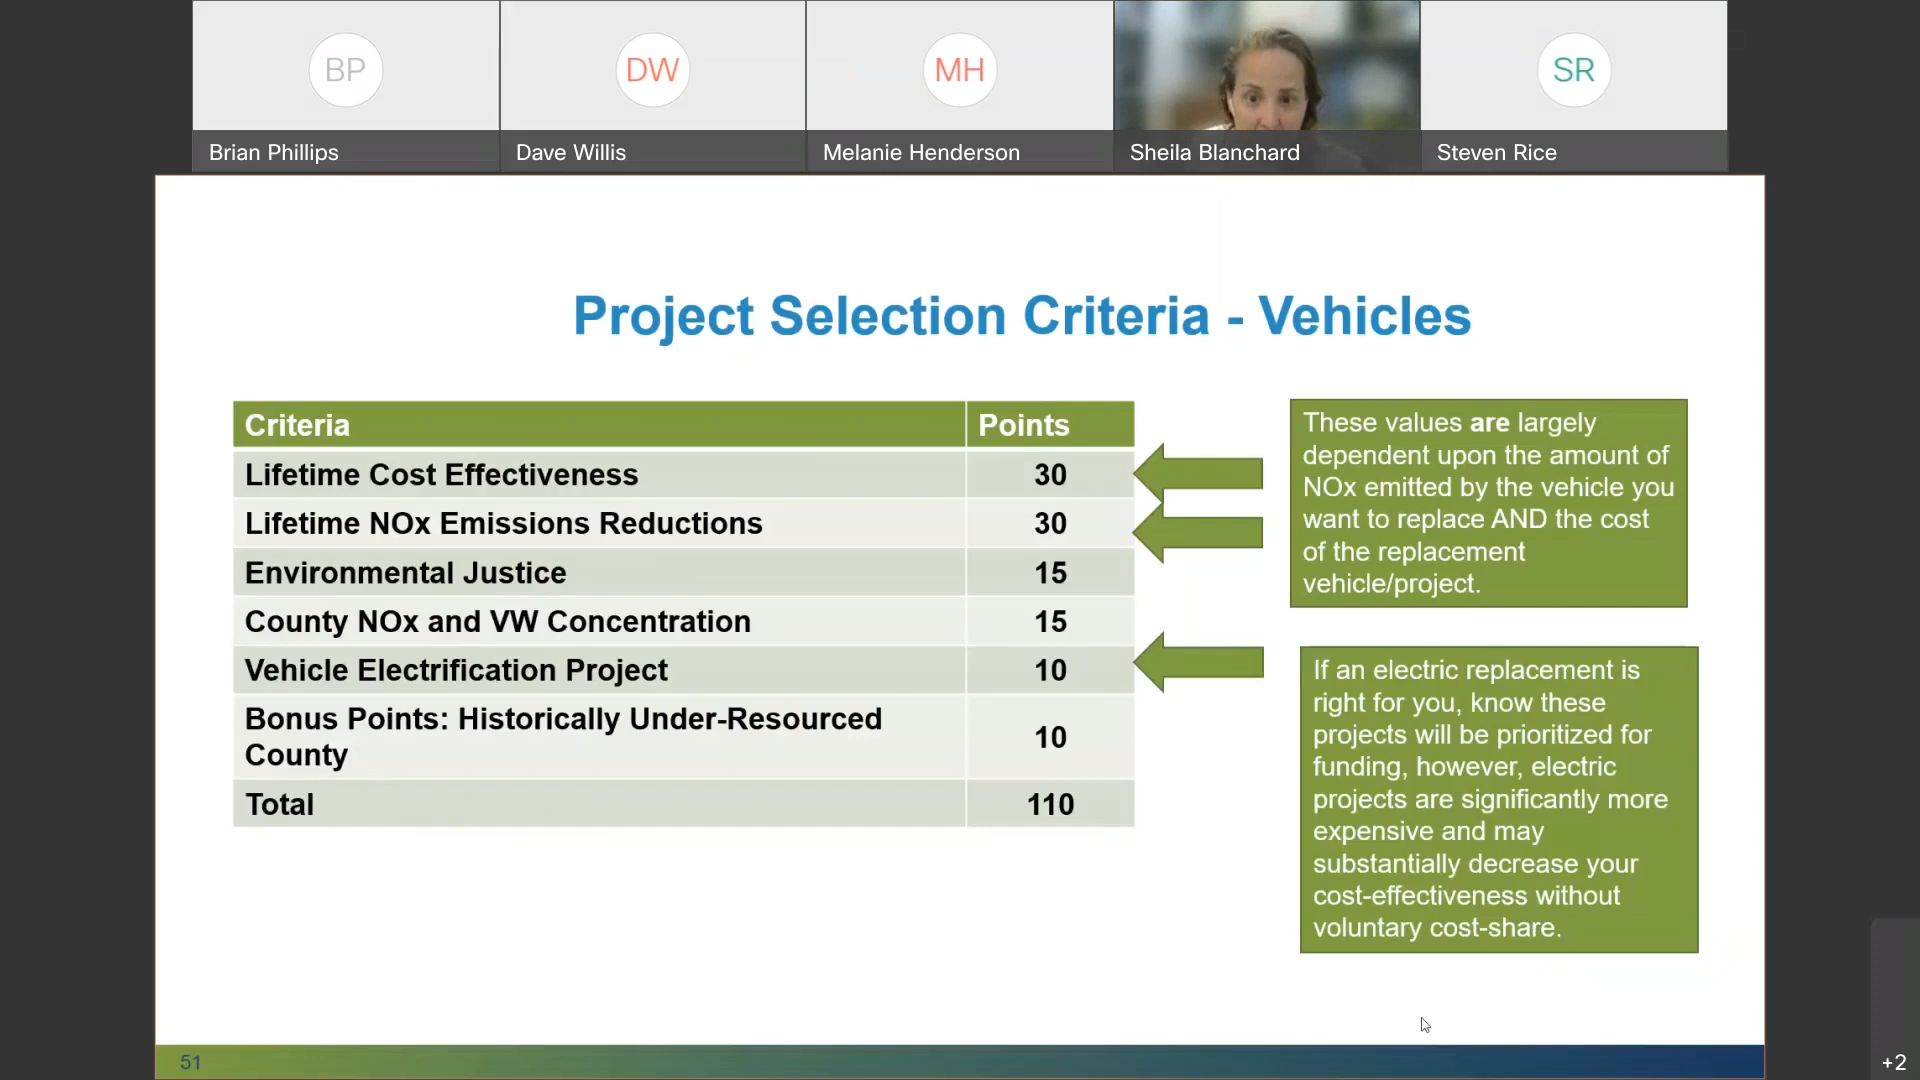 BP
DW
MH
SR
Brian Phillips
Dave Willis
Melanie Henderson
Sheila Blanchard
Steven Rice
Project Selection Criteria - Vehicles
Criteria
Points
Lifetime Cost Effectiveness
30
Lifetime NOx Emissions Reductions
30
Environmental Justice
15
County NOx and VW Concentration
15
Vehicle Electrification Project
10
Bonus Points: Historically Under-Resourced
County
10
Total
110
These values are largely
dependent upon the amount of
NOx emitted by the vehicle you
want to replace AND the cost
of the replacement
vehicle/project.
If an electric replacement is
right for you, know these
projects will be prioritized for
funding, however, electric
projects are significantly more
expensive and may
substantially decrease your
cost-effectiveness without
voluntary cost-share.
51
+2